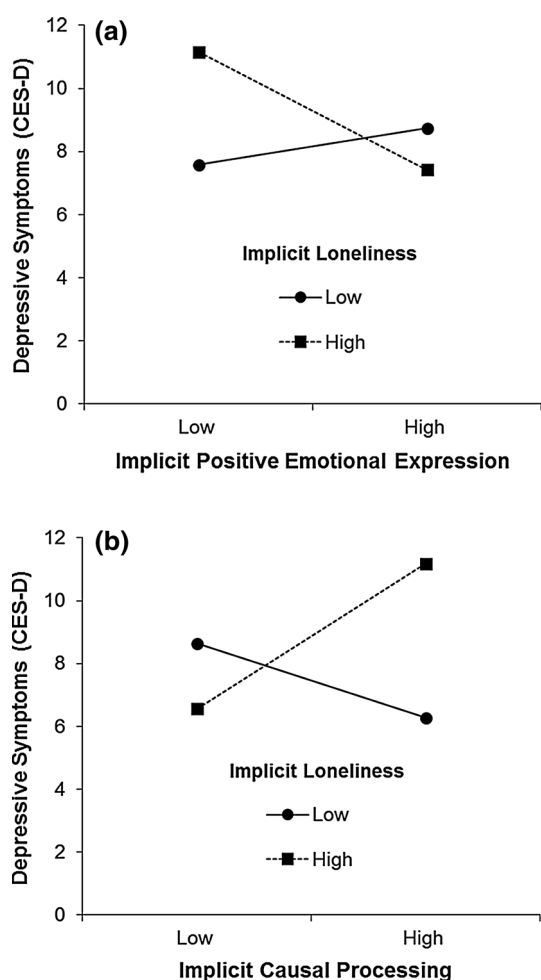 (a)
12
10
8
6
4
2
0
Depressive Symptoms (CES-D)
Implicit Loneliness
Low
High
Low High
Implicit Positive Emotional Expression
(b)
12
10
8
6
4
2
0
Depressive Symptoms (CES-D)
Implicit Loneliness
Low
High
Low High
Implicit Causal Processing